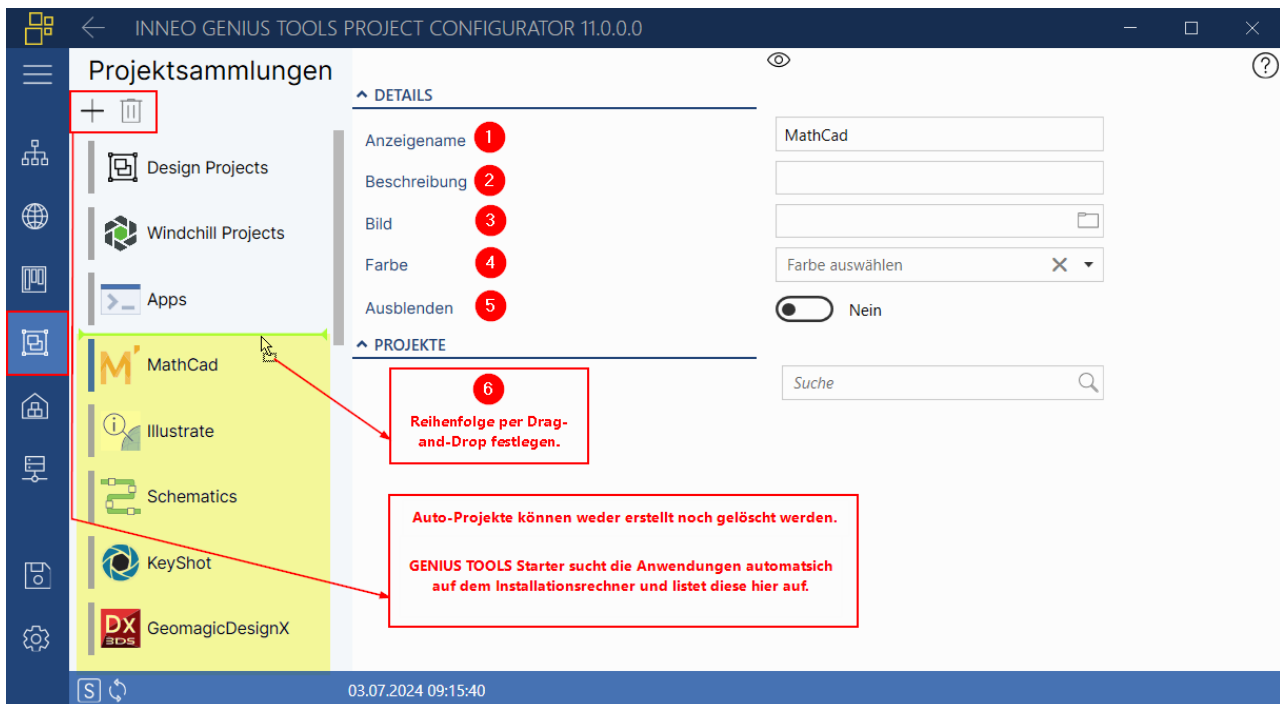 INNEO GENIUS TOOLS PROJECT CONFIGURATOR 11.0.0.0
Projektsammlungen
Design Projects
Windchill Projects
Apps
MathCad
Illustrate
Schematics
KeyShot
DX
3DS
GeomagicDesignX
DETAILS
Anzeigename 1
MathCad
Beschreibung 2
Bild 3
Farbe 4
Farbe auswählen
Ausblenden 5
Nein
PROJEKTE
Suche
6
Reihenfolge per Drag-
and-Drop festlegen.
Auto-Projekte können weder erstellt noch gelöscht werden.
GENIUS TOOLS Starter sucht die Anwendungen automatsich
auf dem Installationsrechner und listet diese hier auf.
S
03.07.2024 09:15:40